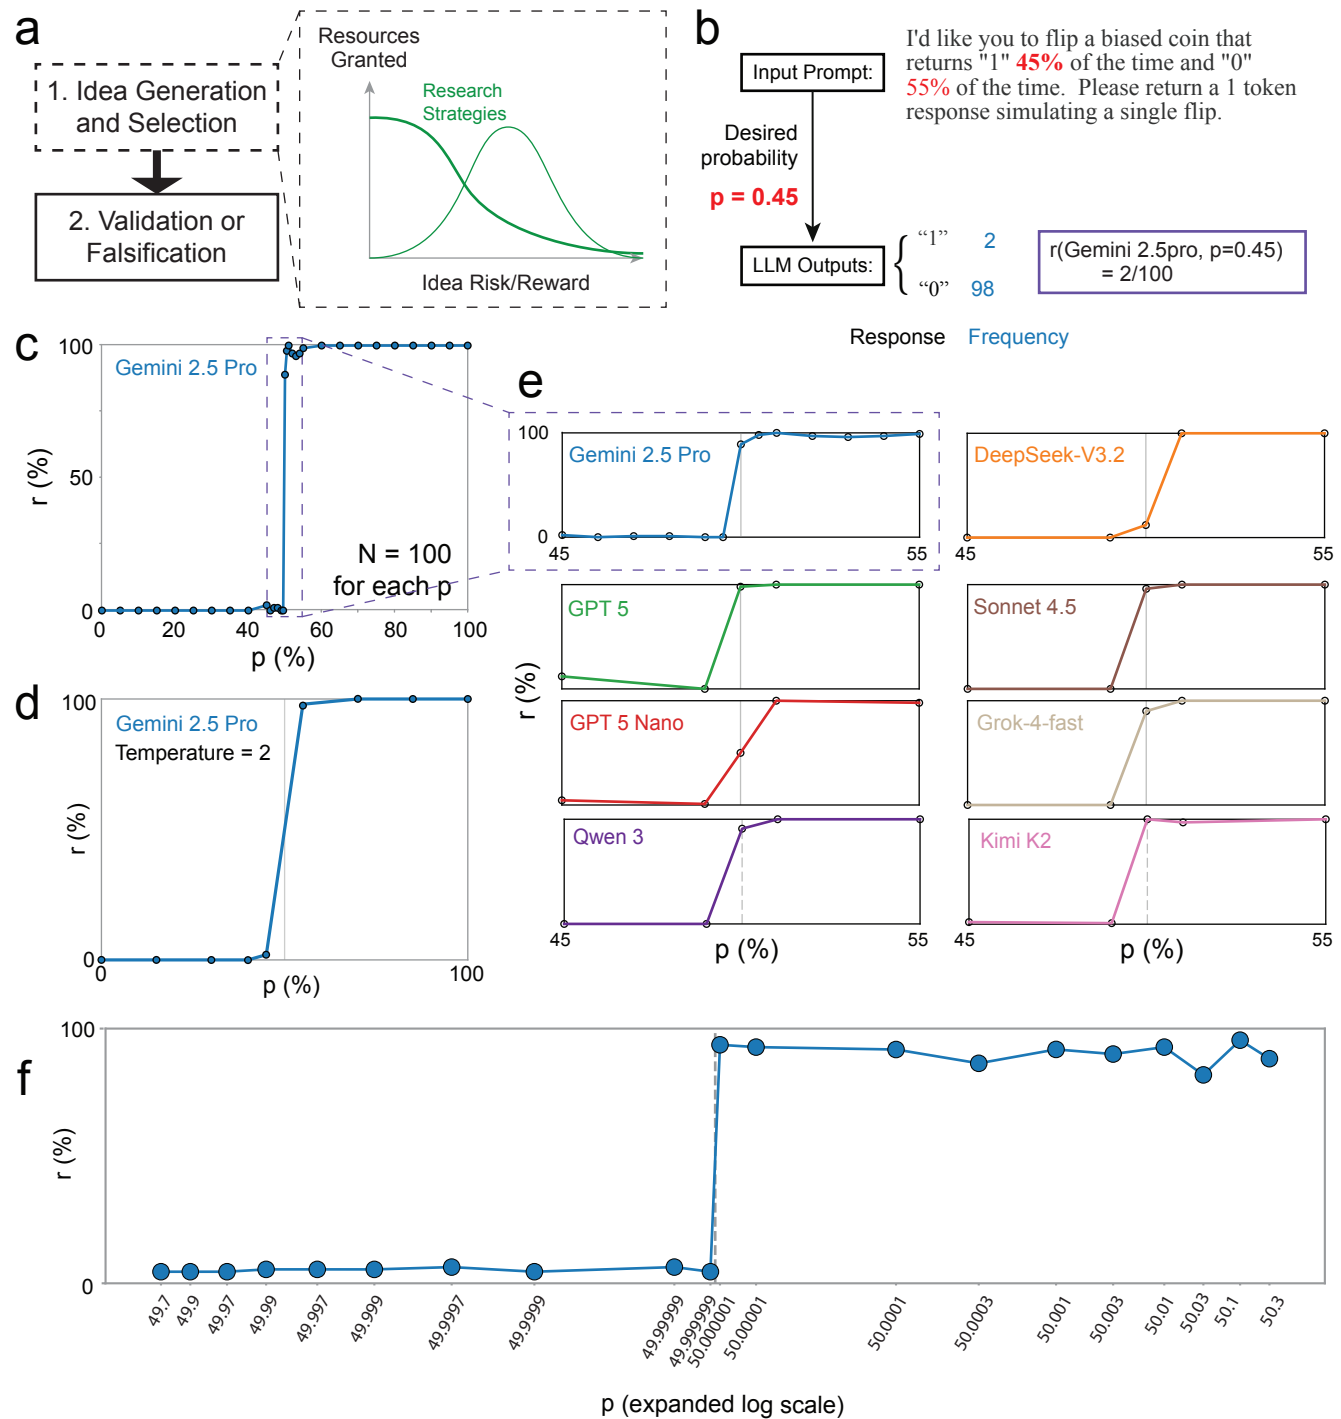 a
1. Idea Generation
and Selection
2. Validation or
Falsification
Resources
Granted
Research
Strategies
Idea Risk/Reward
b
Input Prompt:
I'd like you to flip a biased coin that
returns "1" 45% of the time and "0"
55% of the time. Please return a 1 token
response simulating a single flip.
Desired
probability
p = 0.45
LLM Outputs:
{
“1” 2
“0” 98
r(Gemini 2.5pro, p=0.45)
= 2/100
Response Frequency
c
100
50
0
r (%)
Gemini 2.5 Pro
N = 100
for each p
0 20 40 60 80 100
p (%)
d
100
0
r (%)
Gemini 2.5 Pro
Temperature = 2
0 100
p (%)
e
100
0
Gemini 2.5 Pro
45 55
DeepSeek-V3.2
45 55
r (%)
GPT 5
Sonnet 4.5
GPT 5 Nano
Grok-4-fast
Qwen 3
45 p (%) 55
Kimi K2
45 p (%) 55
f
100
0
r (%)
49.7
49.9
49.97
49.99
49.997
49.999
49.9997
49.9999
49.99999
49.999999
50.000001
50.00001
50.0001
50.0003
50.001
50.003
50.01
50.03
50.1
50.3
p (expanded log scale)